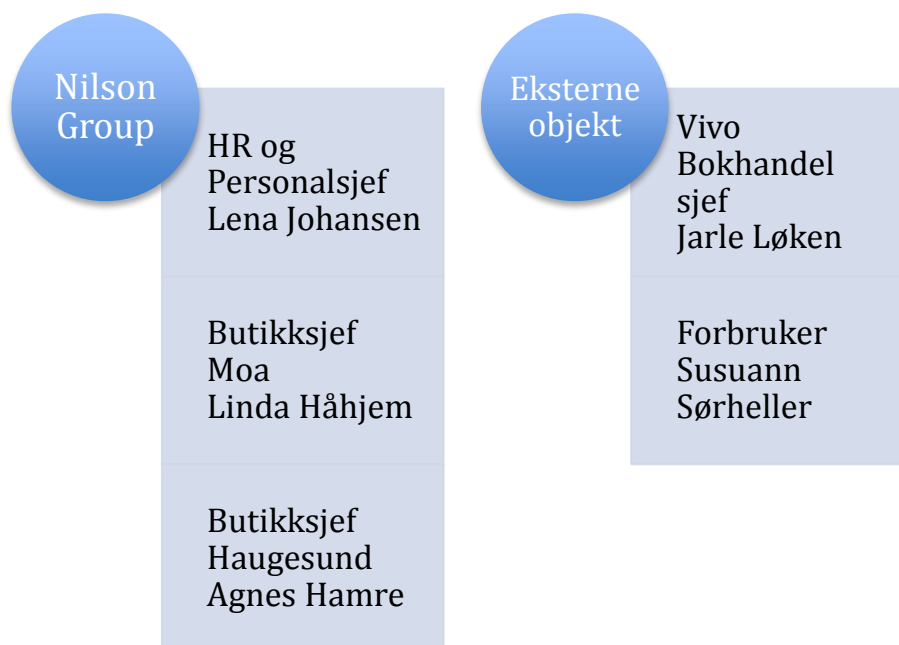 Nilson
Group
HR og
Personalsjef
Lena Johansen
Butikksjef
Moa
Linda Håhjem
Butikksjef
Haugesund
Agnes Hamre
Eksterne
objekt
Vivo
Bokhandel
sjef
Jarle Løken
Forbruker
Susuann
Sørheller